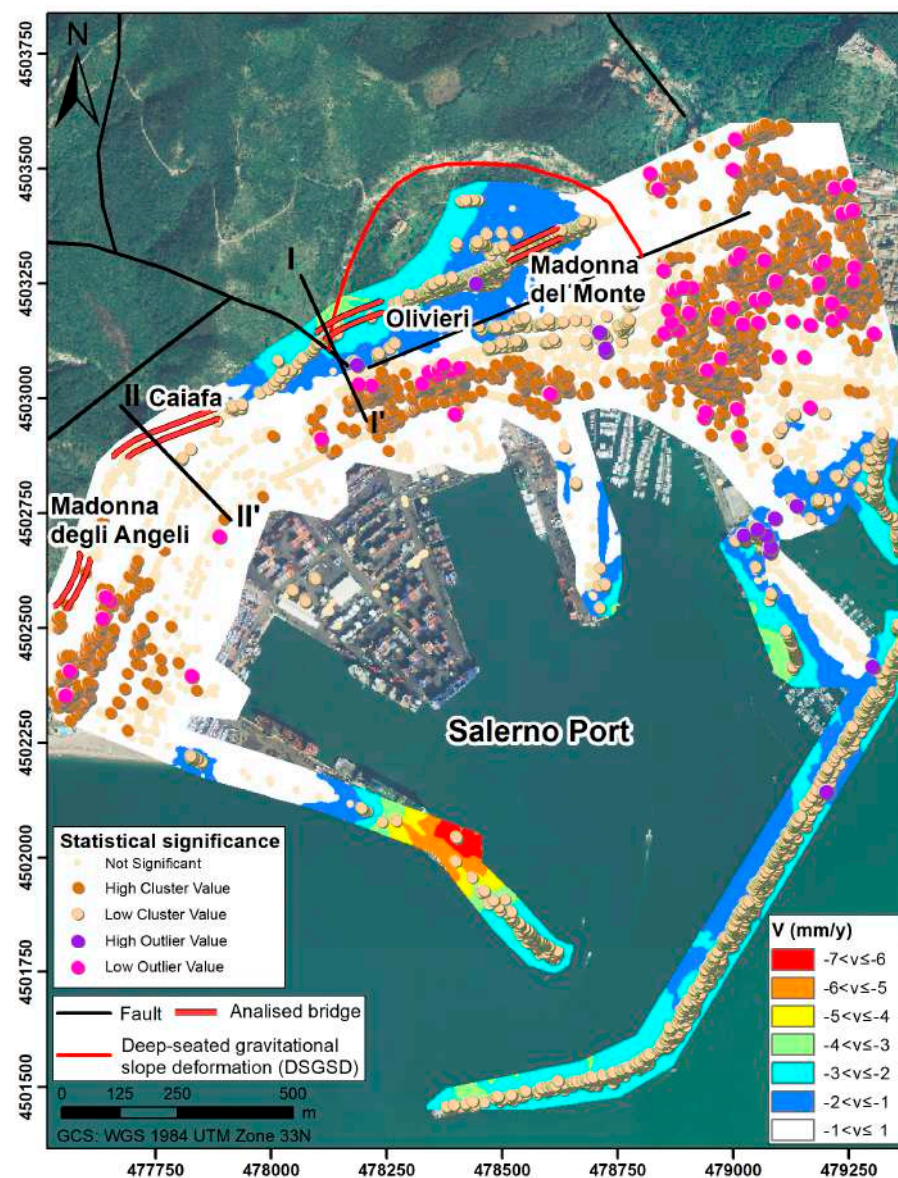 4503750
4503500
4503250
4503000
4502750
4502500
4502250
4502000
4501750
4501500
N
I
Madonna
del Monte
Olivieri
II Caiafa
I'
Madonna
degli Angeli
II'
Salerno Port
Statistical significance
Not Significant
High Cluster Value
Low Cluster Value
High Outlier Value
Low Outlier Value
Fault
Analised bridge
Deep-seated gravitational
slope deformation (DSGSD)
0 125 250 500
m
GCS: WGS 1984 UTM Zone 33N
V (mm/y)
-7<v≤-6
-6<v≤-5
-5<v≤-4
-4<v≤-3
-3<v≤-2
-2<v≤-1
-1<v≤ 1
477750 478000 478250 478500 478750 479000 479250